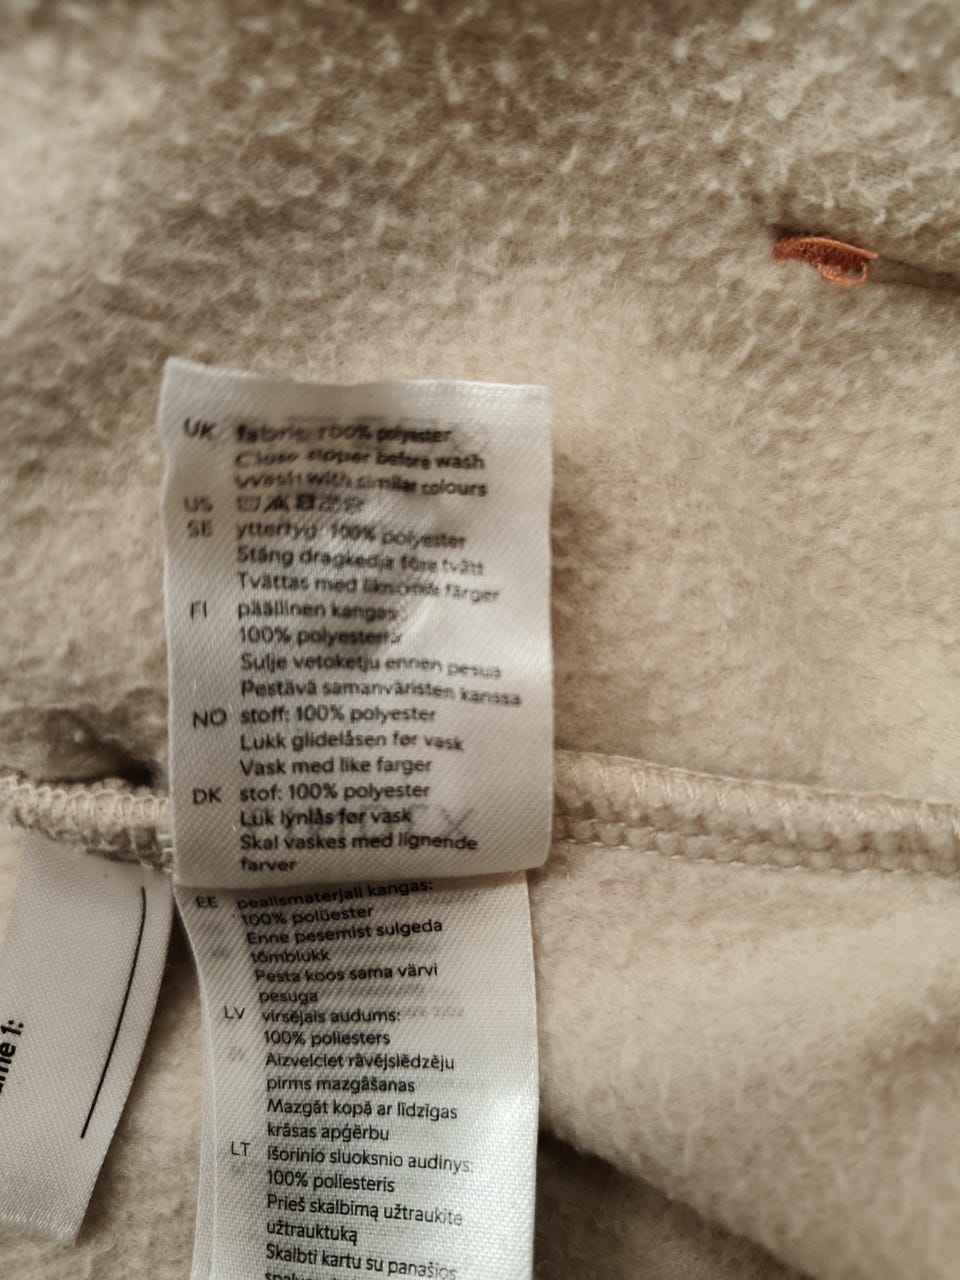 UK fabric: 100% polyester
Close zipper before wash
Wash with similar colours
US
SE yttertyg: 100% polyester
Stäng dragkedja före tvätt
Tvättas med liknande färger
FI päällinen kangas:
100% polyesteriä
Sulje vetoketju ennen pesua
Pestävä samanväristen kanssa
NO stoff: 100% polyester
Lukk glidelåsen før vask
Vask med like farger
DK stof: 100% polyester
Luk lynlås før vask
Skal vaskes med lignende
farver
EE pealismaterjali kangas:
100% polüester
Enne pesemist sulgeda
tõmblukk
Pesta koos sama värvi
pesuga
LV virsējais audums:
100% poliesters
Aizvelciet rāvējslēdzēju
pirms mazgāšanas
Mazgāt kopā ar līdzīgas
krāsas apģērbu
LT išorinio sluoksnio audinys:
100% poliesteris
Prieš skalbimą užtraukite
užtrauktuką
Skalbti kartu su panašios